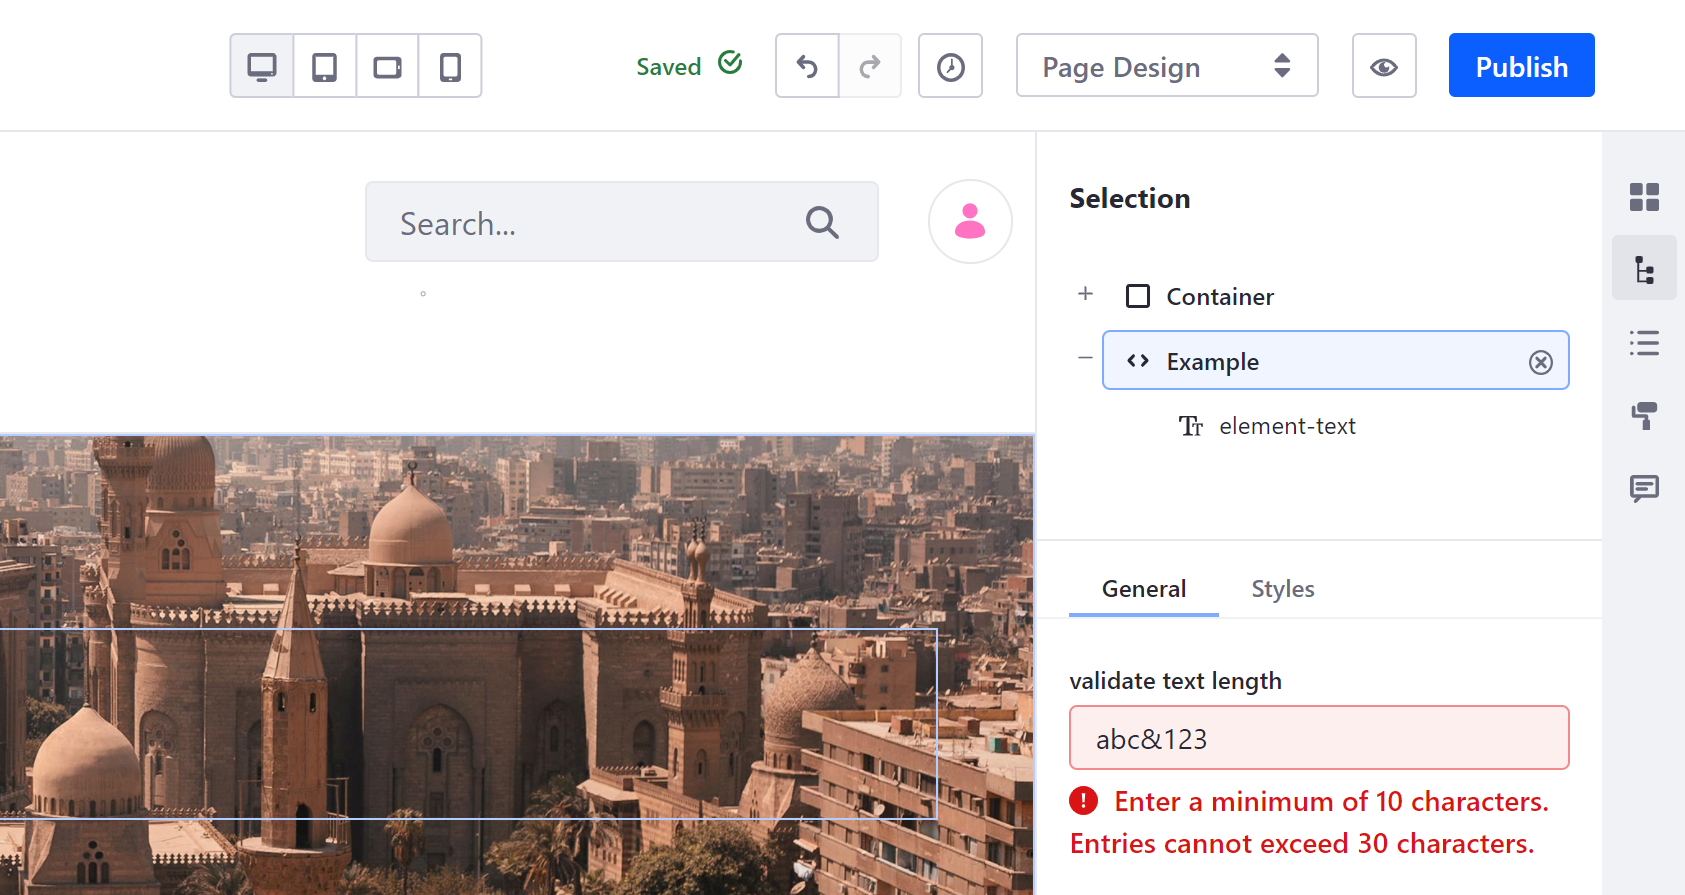 Saved
Page Design
Publish
Search...
Selection
Container
Example
element-text
General
Styles
validate text length
abc&123
Enter a minimum of 10 characters.
Entries cannot exceed 30 characters.